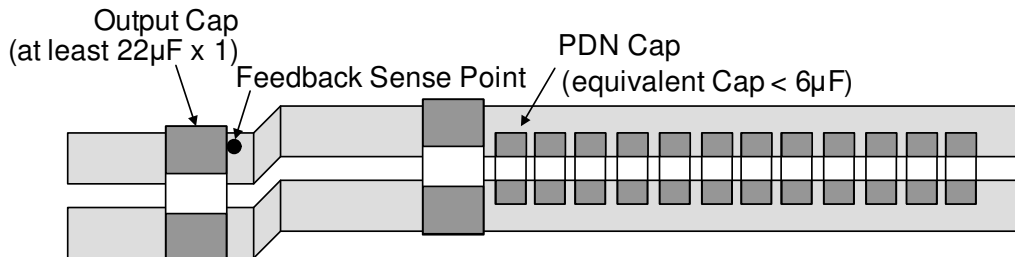 Output Cap
(at least 22µF x 1)
Feedback Sense Point
PDN Cap
(equivalent Cap < 6µF)